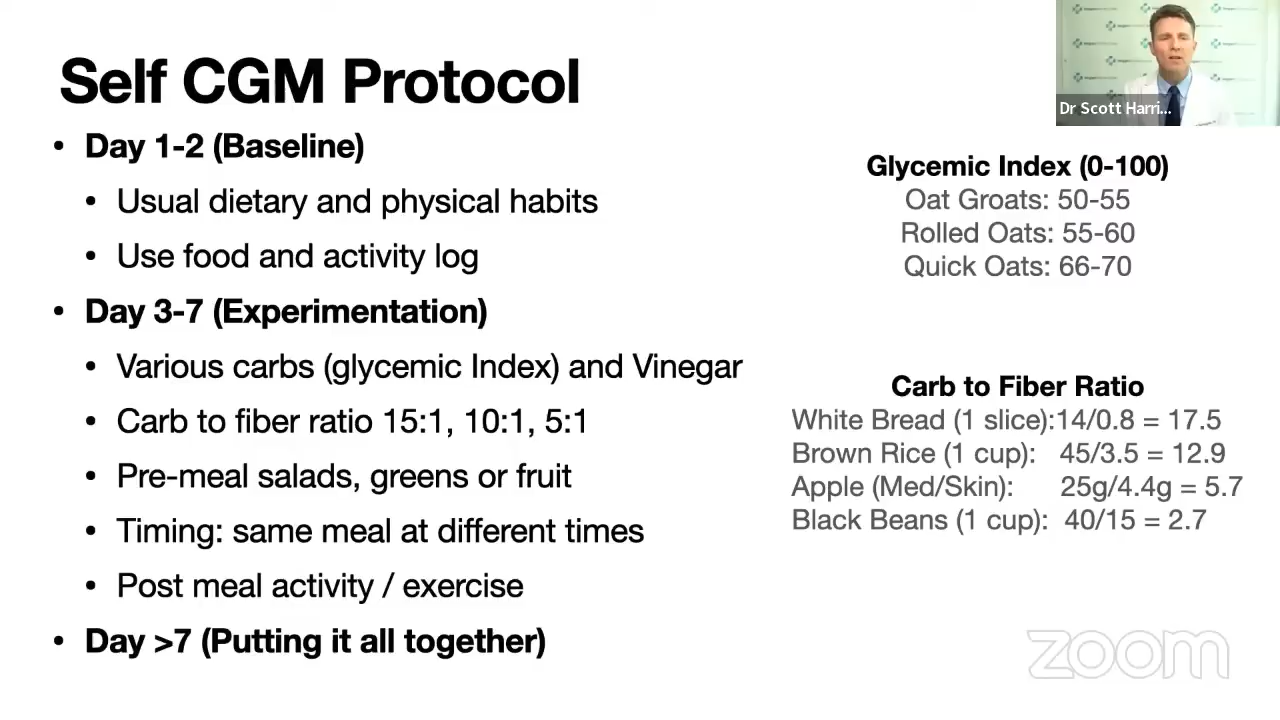 Self CGM Protocol
• Day 1-2 (Baseline)
• Usual dietary and physical habits
• Use food and activity log
• Day 3-7 (Experimentation)
• Various carbs (glycemic Index) and Vinegar
• Carb to fiber ratio 15:1, 10:1, 5:1
• Pre-meal salads, greens or fruit
• Timing: same meal at different times
• Post meal activity / exercise
• Day >7 (Putting it all together)
Dr Scott Harri...
Glycemic Index (0-100)
Oat Groats: 50-55
Rolled Oats: 55-60
Quick Oats: 66-70
Carb to Fiber Ratio
White Bread (1 slice):14/0.8 = 17.5
Brown Rice (1 cup): 45/3.5 = 12.9
Apple (Med/Skin): 25g/4.4g = 5.7
Black Beans (1 cup): 40/15 = 2.7
zoom